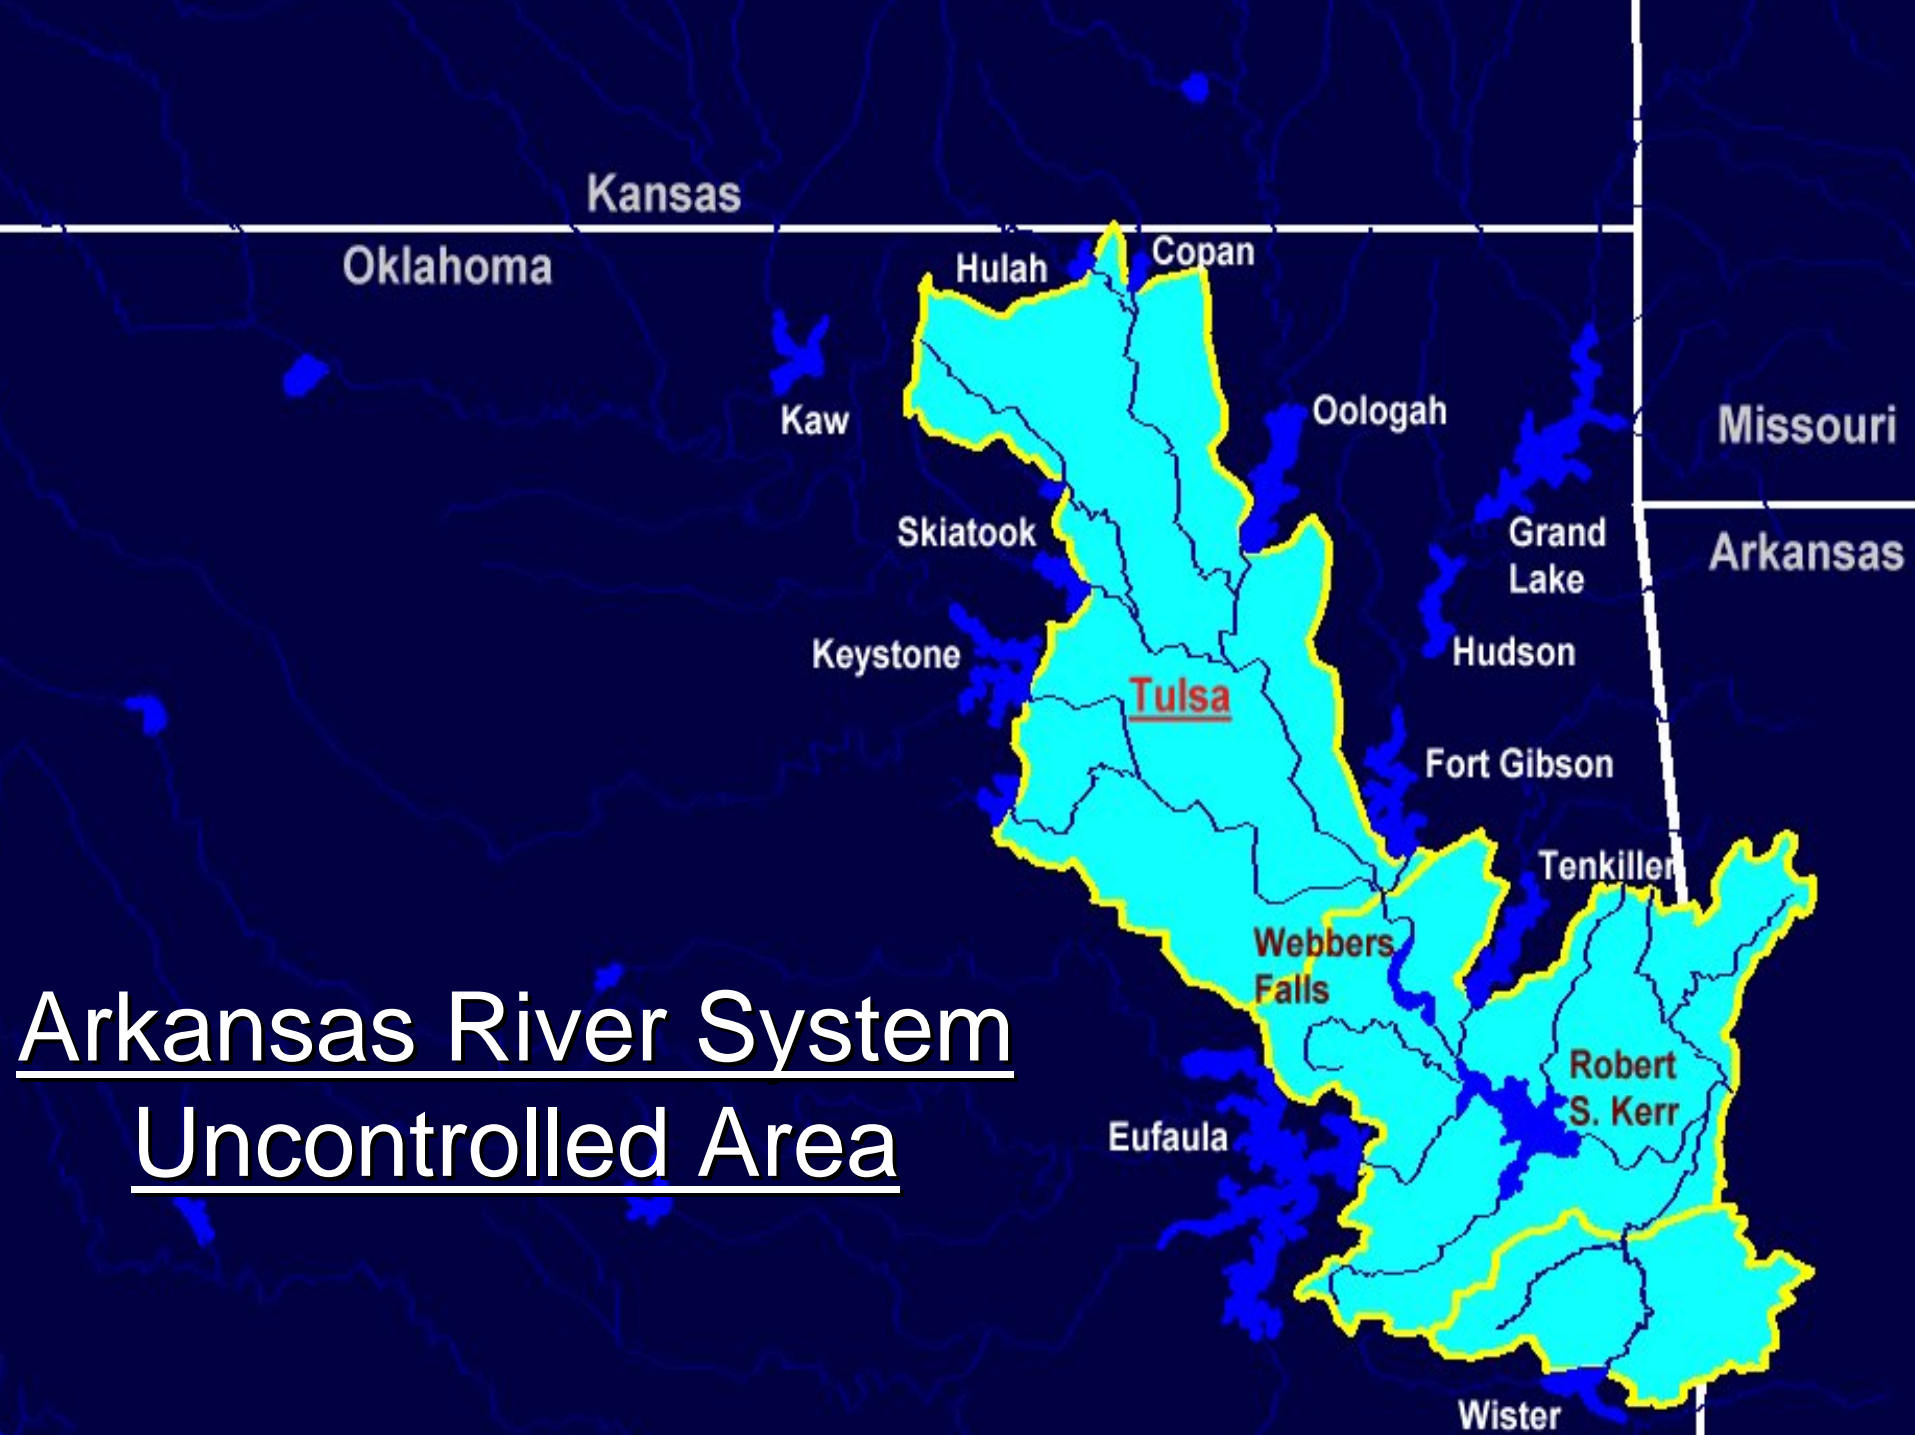 Kansas
Oklahoma
Hulah
Copan
Kaw
Oologah
Missouri
Skiatook
Grand
Lake
Arkansas
Keystone
Hudson
Tulsa
Fort Gibson
Tenkiller
Webbers
Falls
Arkansas River System
Uncontrolled Area
Robert
S. Kerr
Eufaula
Wister